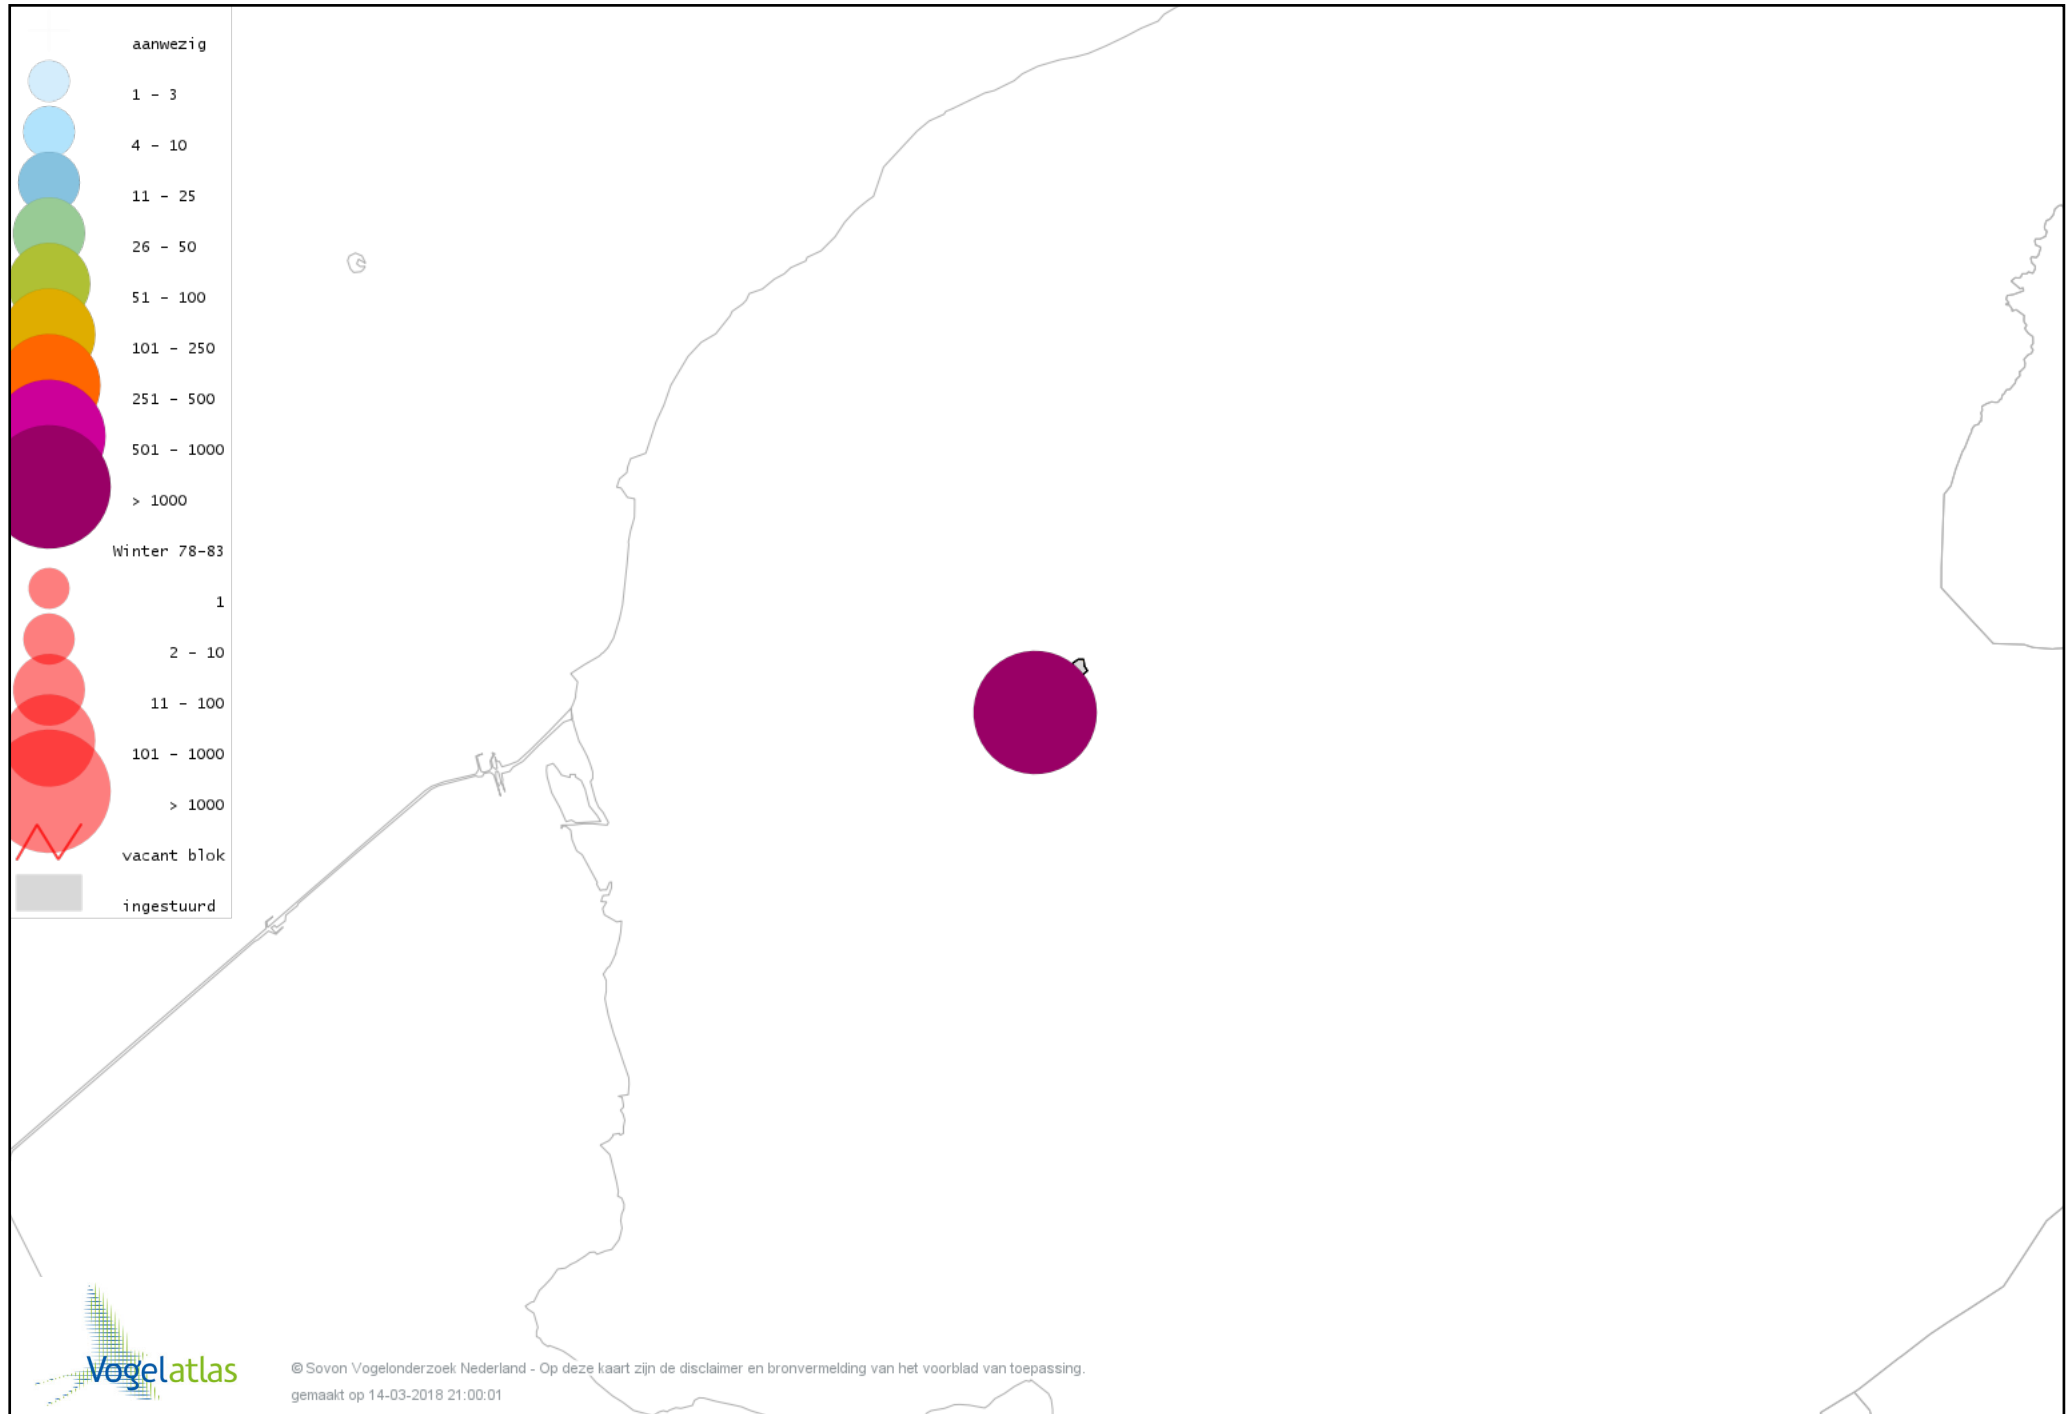 aanwezig
1 - 3
4 - 10
11 - 25
26 - 50
51 - 100
101 - 250
251 - 500
501 - 1000
> 1000
Winter 78-83
1
2 - 10
11 - 100
101 - 1000
> 1000
vacant blok
ingestuurd
Vogelatlas
© Sovon Vogelonderzoek Nederland - Op deze kaart zijn de disclaimer en bronvermelding van het voorblad van toepassing.
gemaakt op 14-03-2018 21:00:01